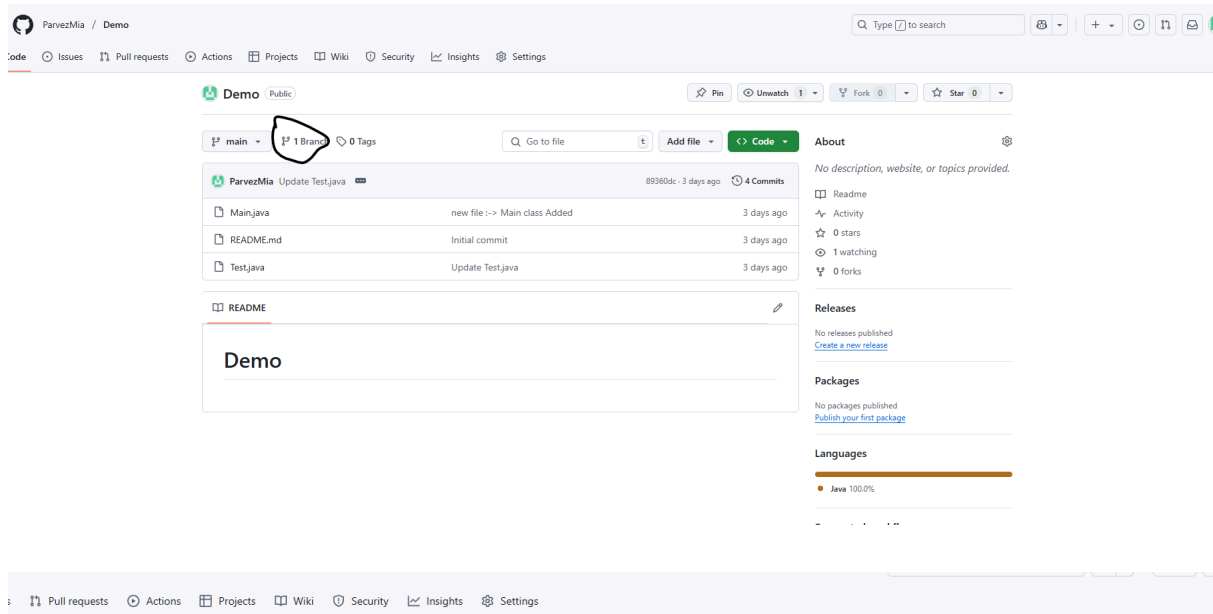 ParvezMia / Demo
Type / to search
Code Issues Pull requests Actions Projects Wiki Security Insights Settings
Demo Public
Pin Unwatch 1 Fork 0 Star 0
main 1 Branch 0 Tags
Go to file t Add file <> Code
ParvezMia Update Test.java 89360dc · 3 days ago 4 Commits
Main.java new file :-> Main class Added 3 days ago
README.md Initial commit 3 days ago
Test.java Update Test.java 3 days ago
README
Demo
About
No description, website, or topics provided.
Readme
Activity
0 stars
1 watching
0 forks
Releases
No releases published
Create a new release
Packages
No packages published
Publish your first package
Languages
Java 100.0%
Pull requests Actions Projects Wiki Security Insights Settings